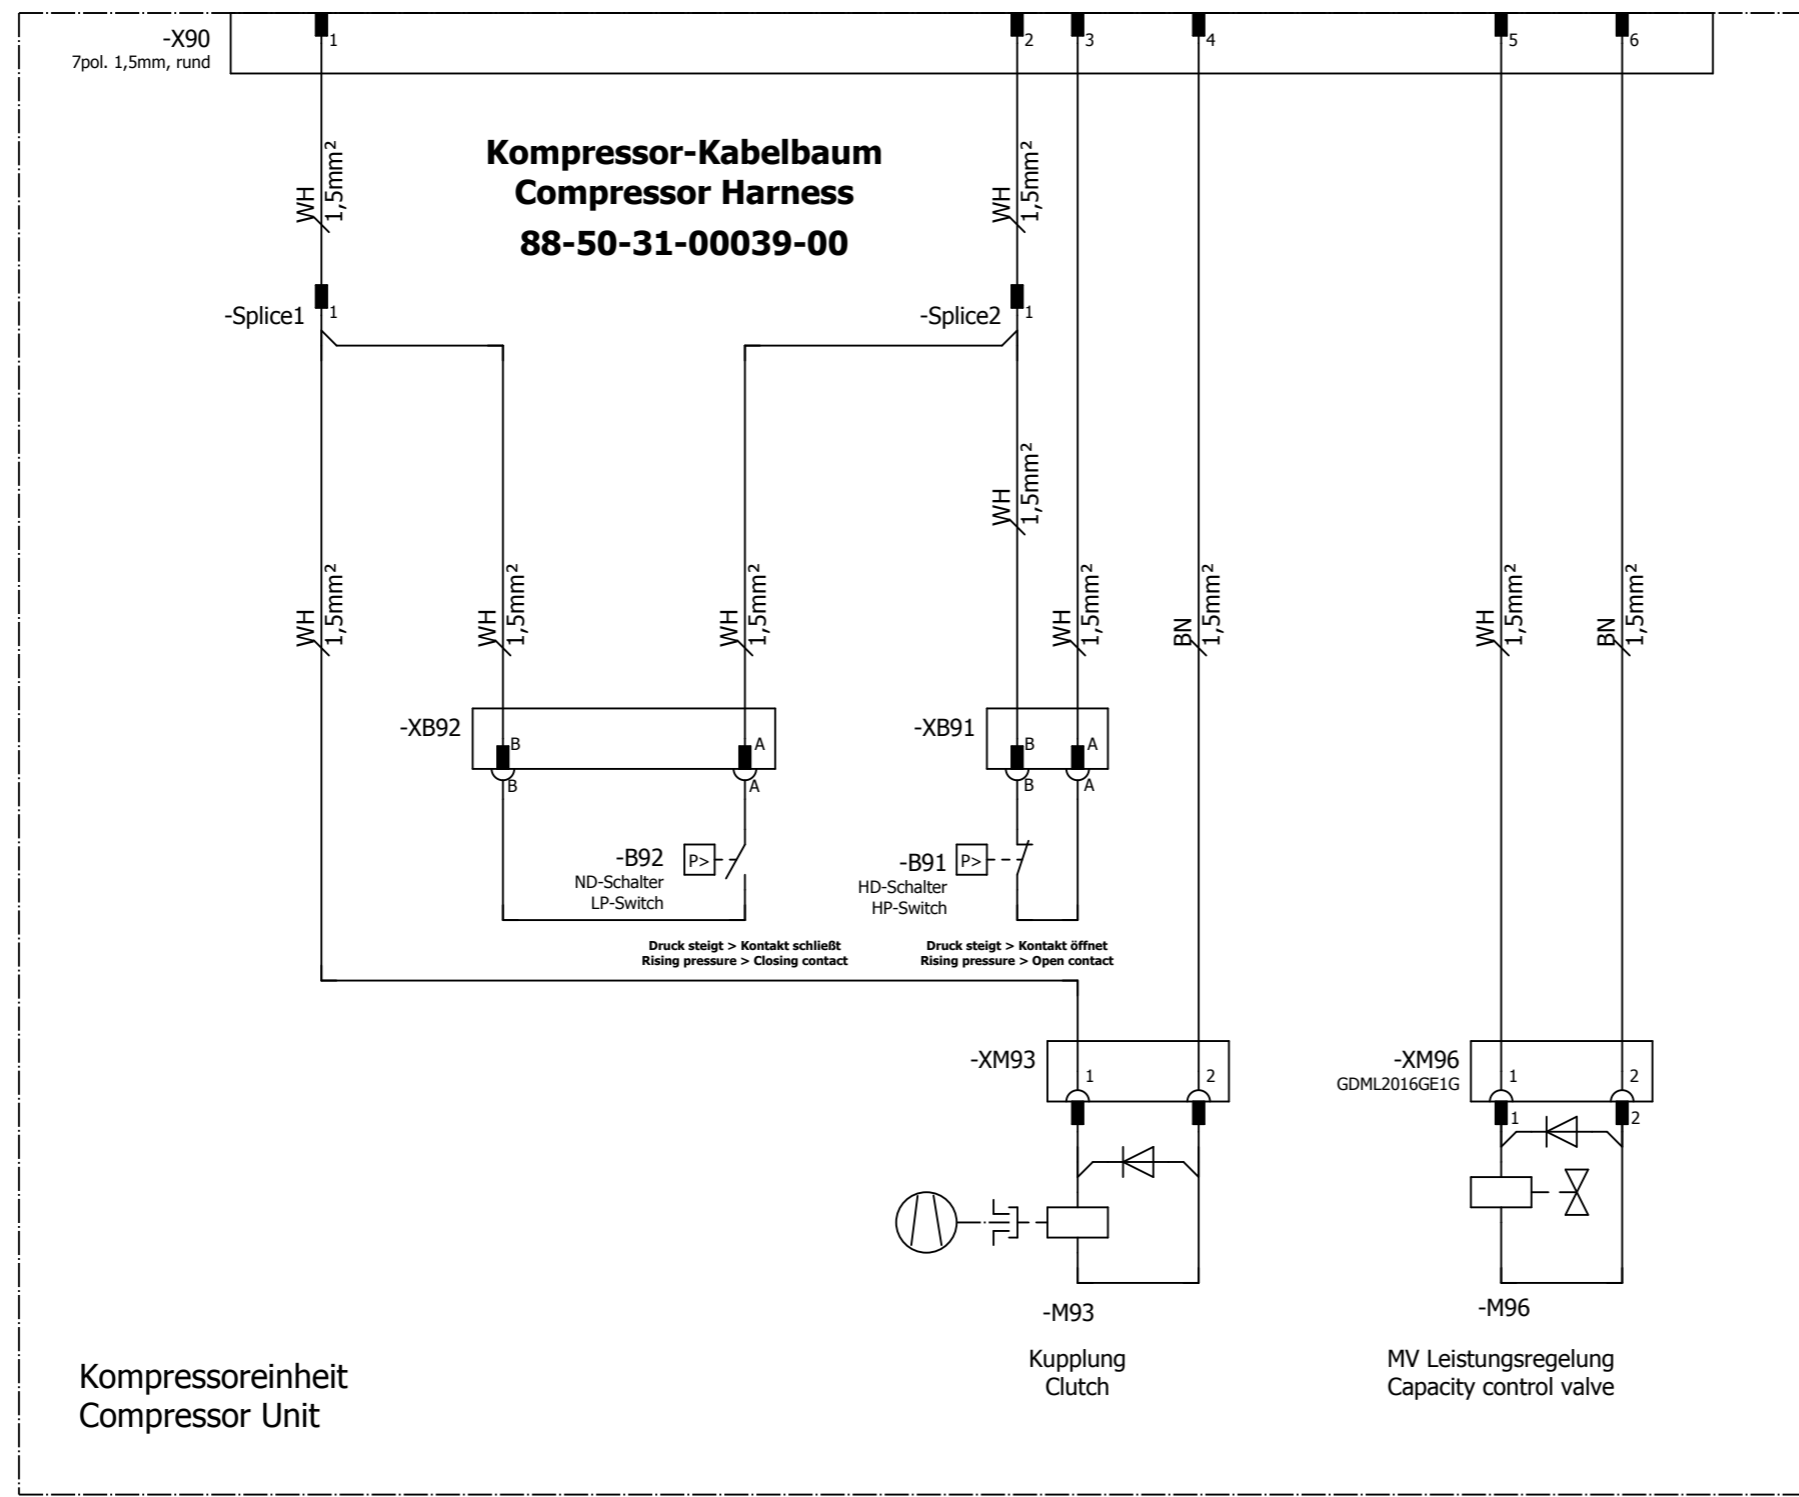 -X90
7pol. 1,5mm, rund
1
2
3
4
5
6
Kompressor-Kabelbaum
Compressor Harness
88-50-31-00039-00
WH
1,5mm²
WH
1,5mm²
-Splice1
1
-Splice2
1
WH
1,5mm²
WH
1,5mm²
WH
1,5mm²
WH
1,5mm²
WH
1,5mm²
BN
1,5mm²
WH
1,5mm²
BN
1,5mm²
-XB92
B
A
B
A
-XB91
B
A
B
A
-B92
ND-Schalter
LP-Switch
P>
-B91
HD-Schalter
HP-Switch
P>
Druck steigt > Kontakt schließt
Rising pressure > Closing contact
Druck steigt > Kontakt öffnet
Rising pressure > Open contact
-XM93
1
2
-XM96
GDML2016GE1G
1
2
1
2
-M93
Kupplung
Clutch
-M96
MV Leistungsregelung
Capacity control valve
Kompressoreinheit
Compressor Unit